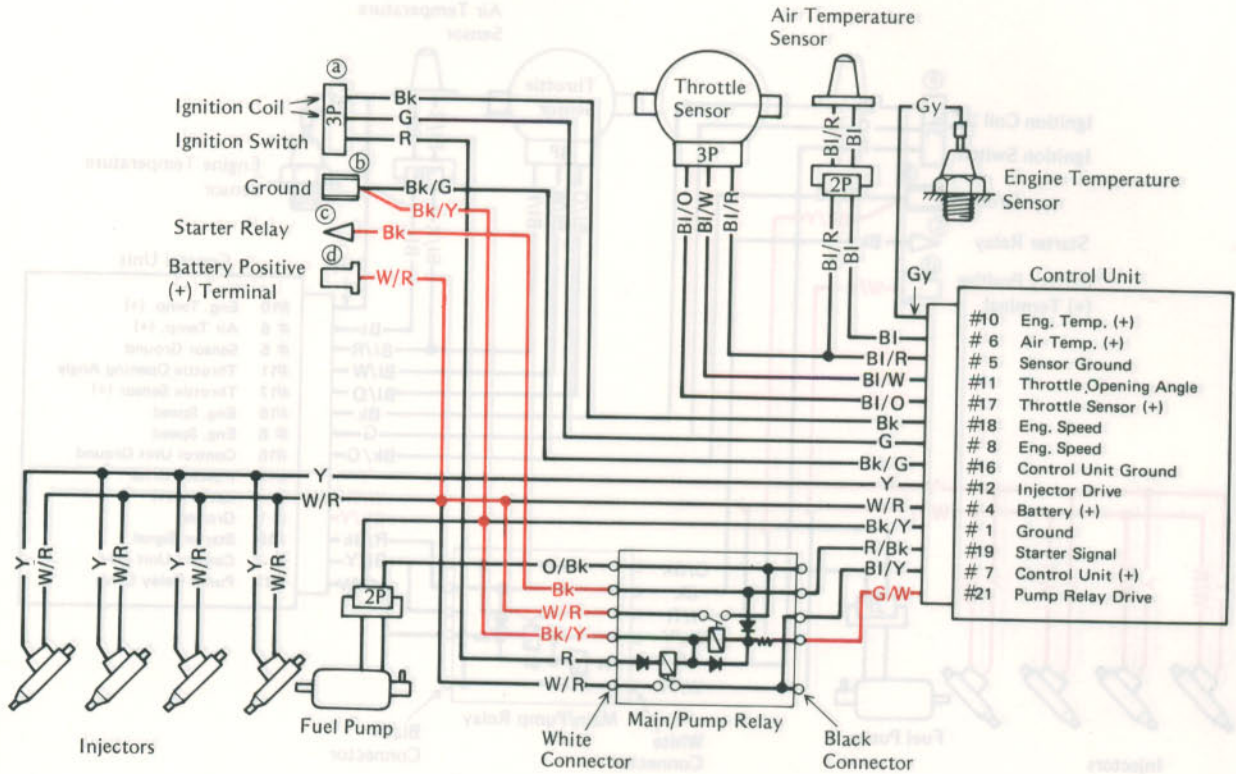 Air Temperature
Sensor
ⓐ
Ignition Coil
Ignition Switch
3P
Bk
G
R
Throttle
Sensor
3P
Bl/R
Bl
2P
Gy
Engine Temperature
Sensor
ⓑ
Ground
Bk/G
Bk/Y
ⓒ
Starter Relay
Bk
ⓓ
Battery Positive
(+) Terminal
W/R
Bl/O
Bl/W
Bl/R
Bl/R
Bl
Gy
Control Unit
#10 Eng. Temp. (+)
Bl # 6 Air Temp. (+)
Bl/R # 5 Sensor Ground
Bl/W #11 Throttle Opening Angle
Bl/O #17 Throttle Sensor (+)
Bk #18 Eng. Speed
G # 8 Eng. Speed
Bk/G #16 Control Unit Ground
Y #12 Injector Drive
W/R # 4 Battery (+)
Bk/Y # 1 Ground
R/Bk #19 Starter Signal
Bl/Y # 7 Control Unit (+)
G/W #21 Pump Relay Drive
Y
W/R
Y
W/R
Y
W/R
Y
W/R
Y
W/R
2P
O/Bk
Bk
W/R
Bk/Y
R
W/R
Fuel Pump
Injectors
Main/Pump Relay
White
Connector
Black
Connector